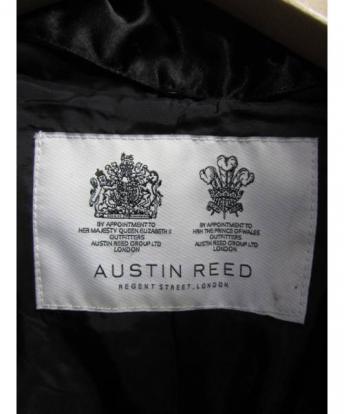 BY APPOINTMENT TO
HER MAJESTY QUEEN ELIZABETH II
OUTFITTERS
AUSTIN REED GROUP LTD
LONDON
BY APPOINTMENT TO
HRH THE PRINCE OF WALES
OUTFITTERS
AUSTIN REED GROUP LTD
LONDON
AUSTIN REED
REGENT STREET, LONDON